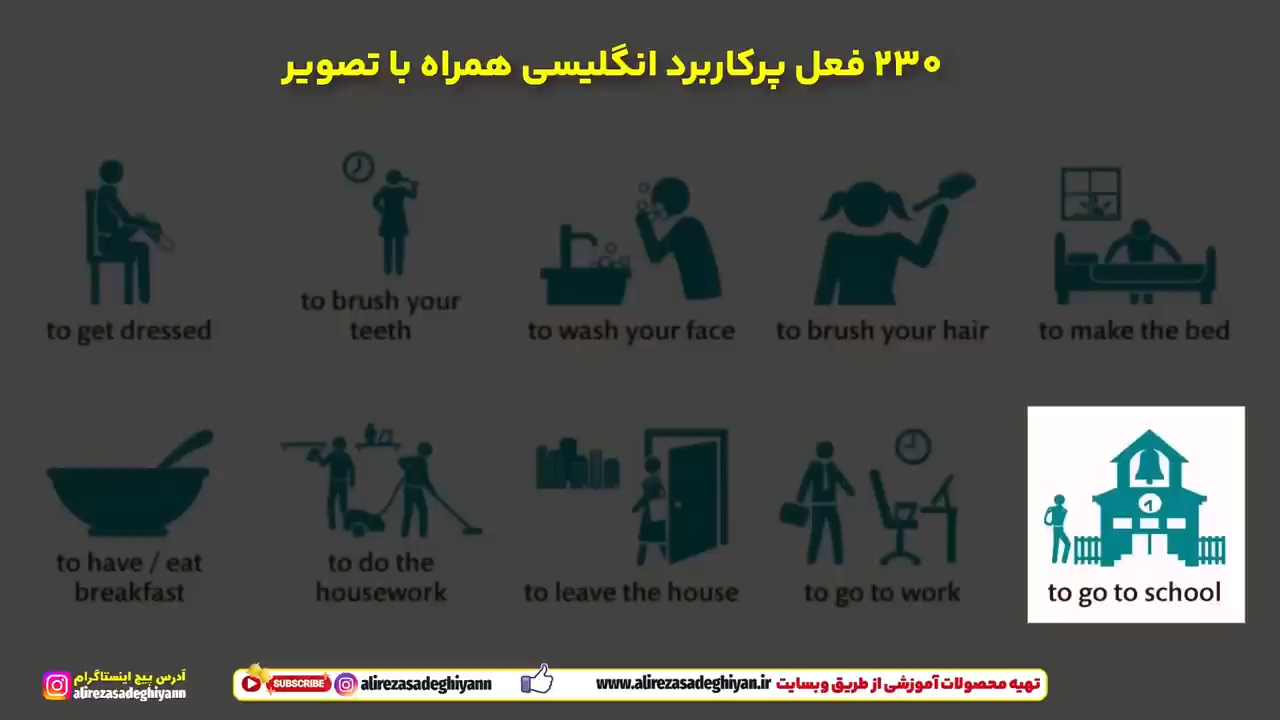 ۲۳۰ فعل پرکاربرد انگلیسی همراه با تصویر
to get dressed
to brush your
teeth
to wash your face
to brush your hair
to make the bed
to have / eat
breakfast
to do the
housework
to leave the house
to go to work
1
to go to school
آدرس پیج اینستاگرام
alirezasadeghiyann
SUBSCRIBE
alirezasadeghiyann
www.alirezasadeghiyan.ir تهیه محصولات آموزشی از طریق وبسایت